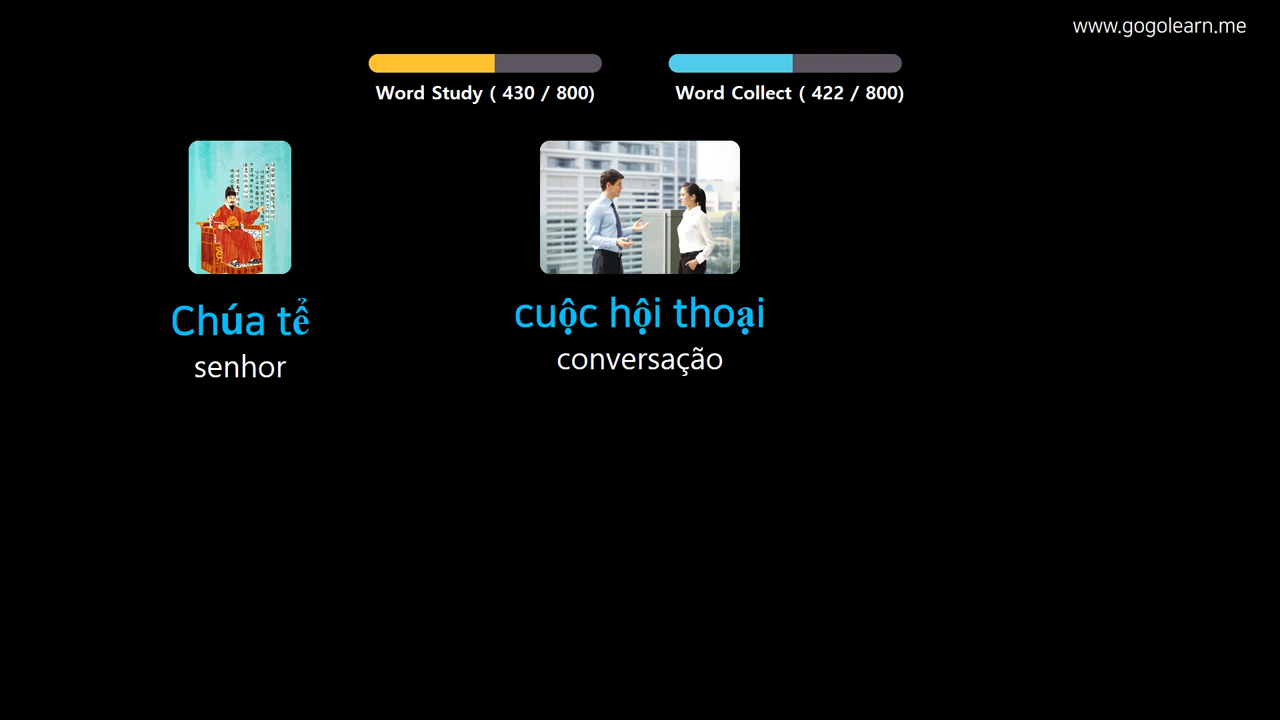 www.gogolearn.me
Word Study ( 430 / 800)
Word Collect ( 422 / 800)
Chúa tể
senhor
cuộc hội thoại
conversação